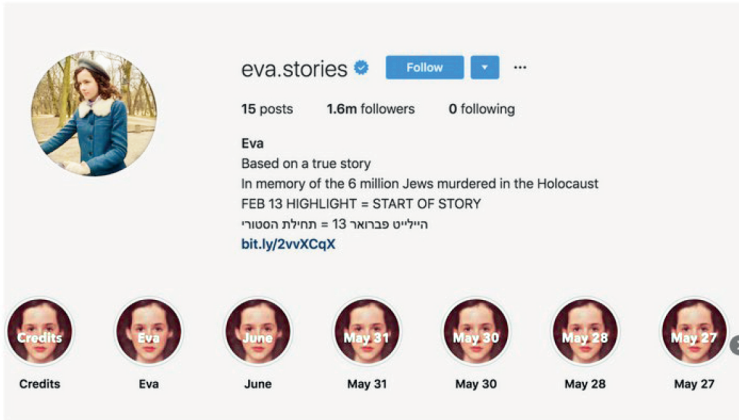 eva.stories
Follow
15 posts 1.6m followers 0 following
Eva
Based on a true story
In memory of the 6 million Jews murdered in the Holocaust
FEB 13 HIGHLIGHT = START OF STORY
היילייט פברואר 13 = תחילת הסטורי
bit.ly/2vvXCqX
Credits Eva June May 31 May 30 May 28 May 27
Credits Eva June May 31 May 30 May 28 May 27